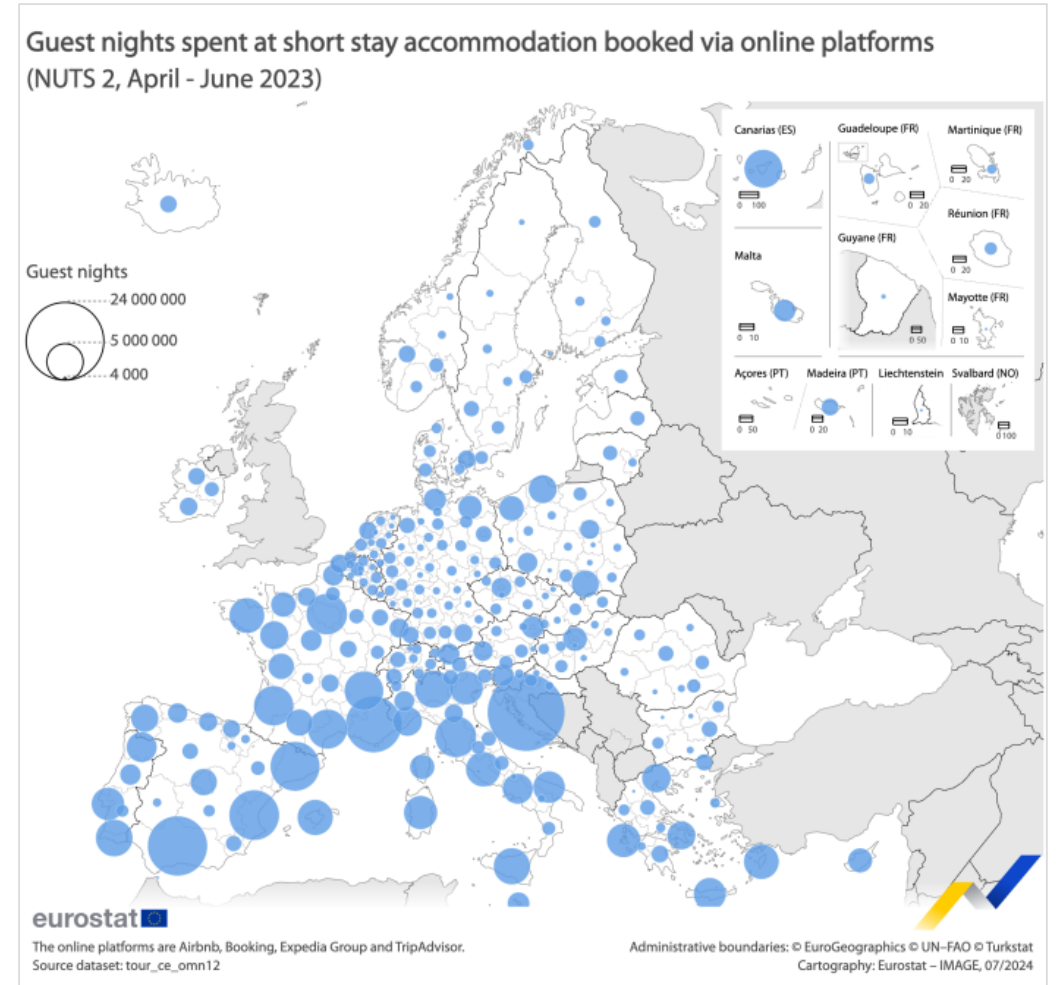 Guest nights spent at short stay accommodation booked via online platforms
(NUTS 2, April - June 2023)
Canarias (ES)
0 100
Guadeloupe (FR)
0 20
Martinique (FR)
0 20
Réunion (FR)
0 20
Malta
0 10
Guyane (FR)
0 50
Mayotte (FR)
0 10
Açores (PT)
0 50
Madeira (PT)
0 20
Liechtenstein
0 10
Svalbard (NO)
0 100
Guest nights
24 000 000
5 000 000
4 000
eurostat
The online platforms are Airbnb, Booking, Expedia Group and TripAdvisor.
Source dataset: tour_ce_omn12
Administrative boundaries: © EuroGeographics © UN–FAO © Turkstat
Cartography: Eurostat – IMAGE, 07/2024